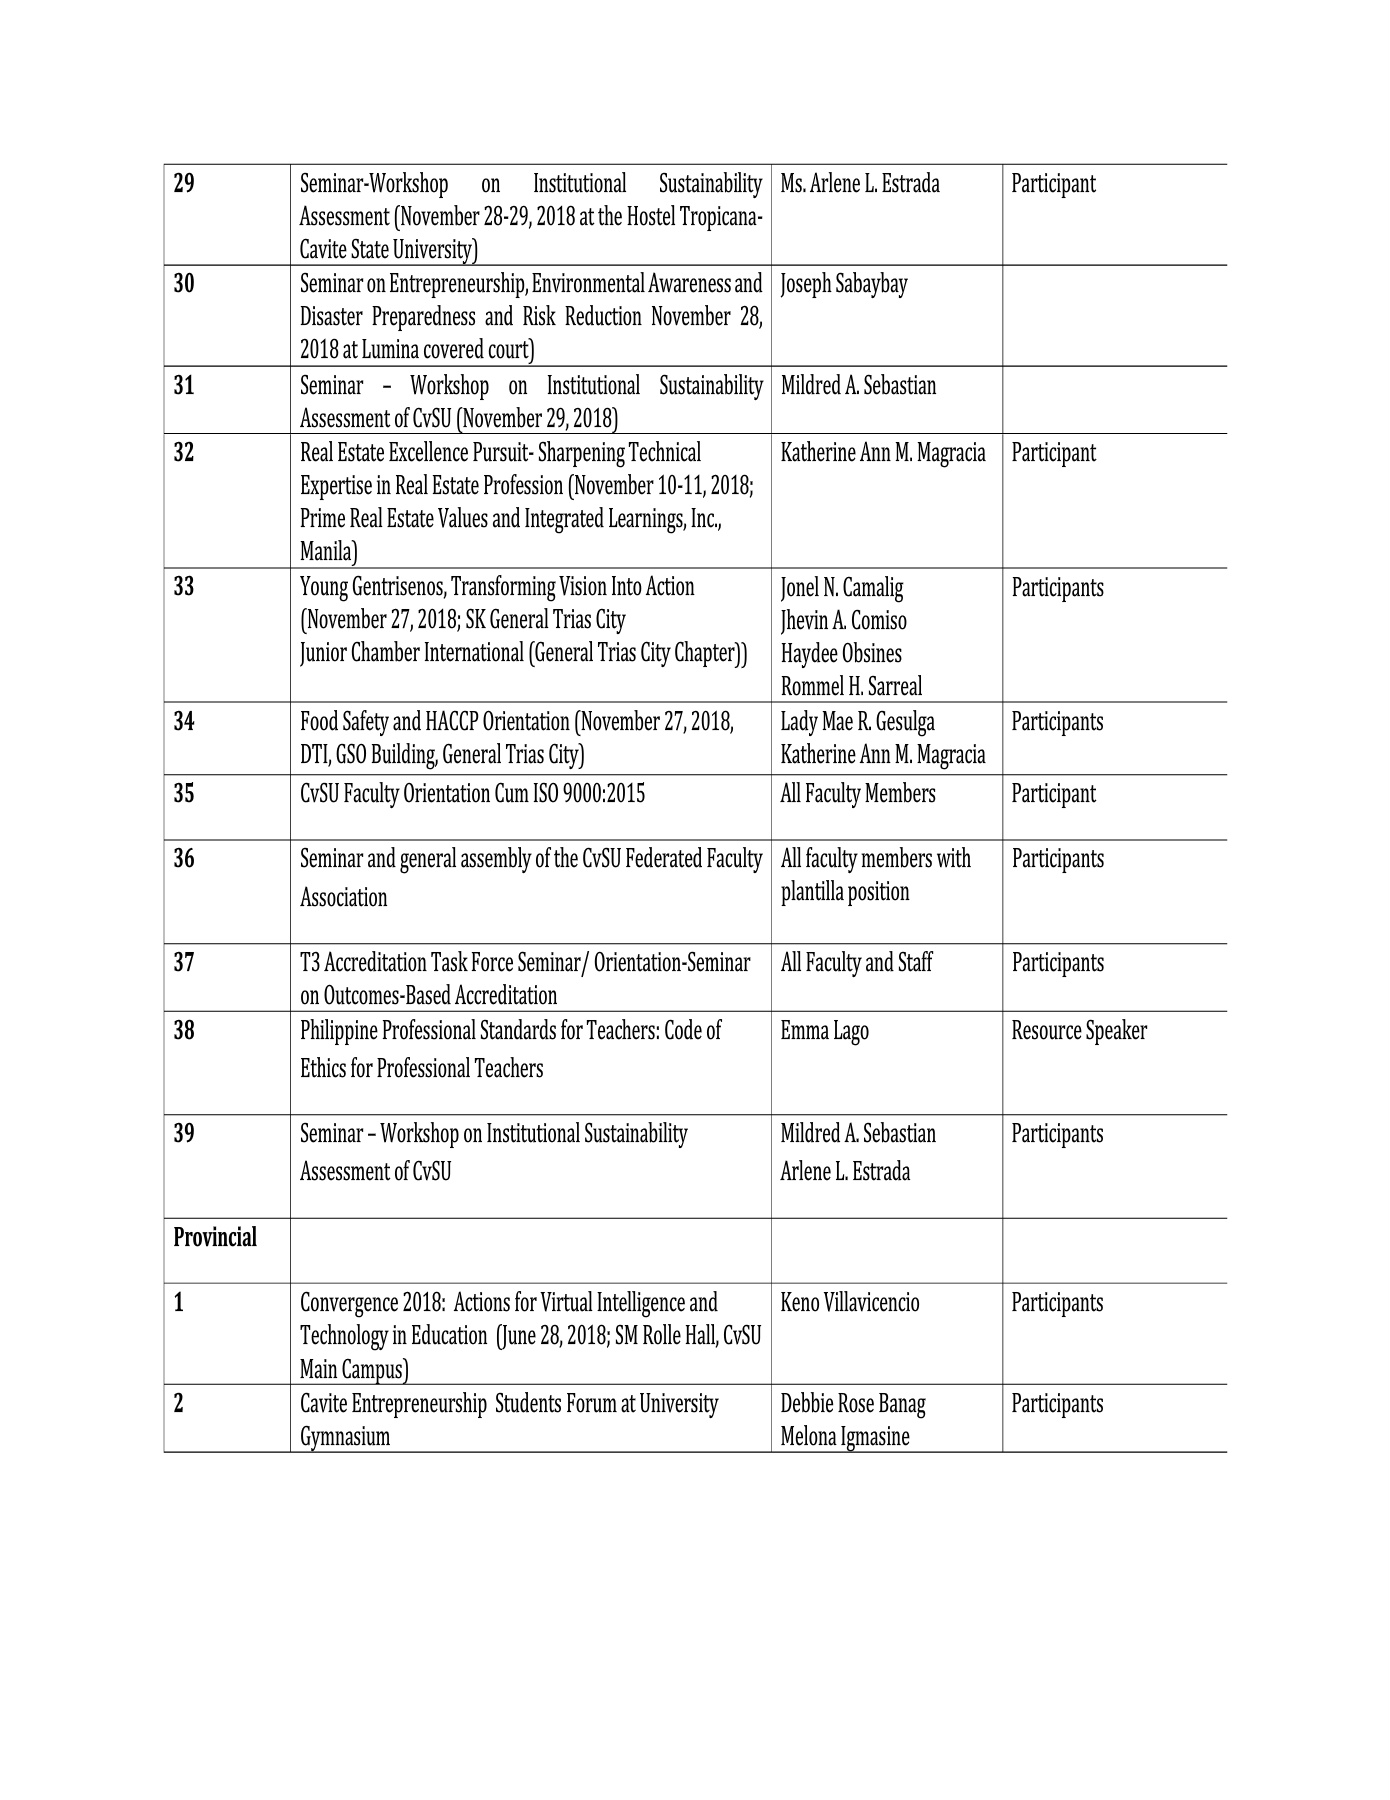 29 Seminar-Workshop on Institutional Sustainability Ms. Arlene L. Estrada Participant
Assessment (November 28-29, 2018 at the Hostel Tropicana-
Cavite State University)
30 Seminar on Entrepreneurship, Environmental Awareness and Joseph Sabaybay
Disaster Preparedness and Risk Reduction November 28,
2018 at Lumina covered court)
31 Seminar – Workshop on Institutional Sustainability Mildred A. Sebastian
Assessment of CvSU (November 29, 2018)
32 Real Estate Excellence Pursuit- Sharpening Technical Katherine Ann M. Magracia Participant
Expertise in Real Estate Profession (November 10-11, 2018;
Prime Real Estate Values and Integrated Learnings, Inc.,
Manila)
33 Young Gentrisenos, Transforming Vision Into Action Jonel N. Camalig Participants
(November 27, 2018; SK General Trias City Jhevin A. Comiso
Junior Chamber International (General Trias City Chapter)) Haydee Obsines
Rommel H. Sarreal
34 Food Safety and HACCP Orientation (November 27, 2018, Lady Mae R. Gesulga Participants
DTI, GSO Building, General Trias City) Katherine Ann M. Magracia
35 CvSU Faculty Orientation Cum ISO 9000:2015 All Faculty Members Participant
36 Seminar and general assembly of the CvSU Federated Faculty All faculty members with Participants
Association plantilla position
37 T3 Accreditation Task Force Seminar/ Orientation-Seminar All Faculty and Staff Participants
on Outcomes-Based Accreditation
38 Philippine Professional Standards for Teachers: Code of Emma Lago Resource Speaker
Ethics for Professional Teachers
39 Seminar – Workshop on Institutional Sustainability Mildred A. Sebastian Participants
Assessment of CvSU Arlene L. Estrada
Provincial
1 Convergence 2018: Actions for Virtual Intelligence and Keno Villavicencio Participants
Technology in Education (June 28, 2018; SM Rolle Hall, CvSU
Main Campus)
2 Cavite Entrepreneurship Students Forum at University Debbie Rose Banag Participants
Gymnasium Melona Igmasine